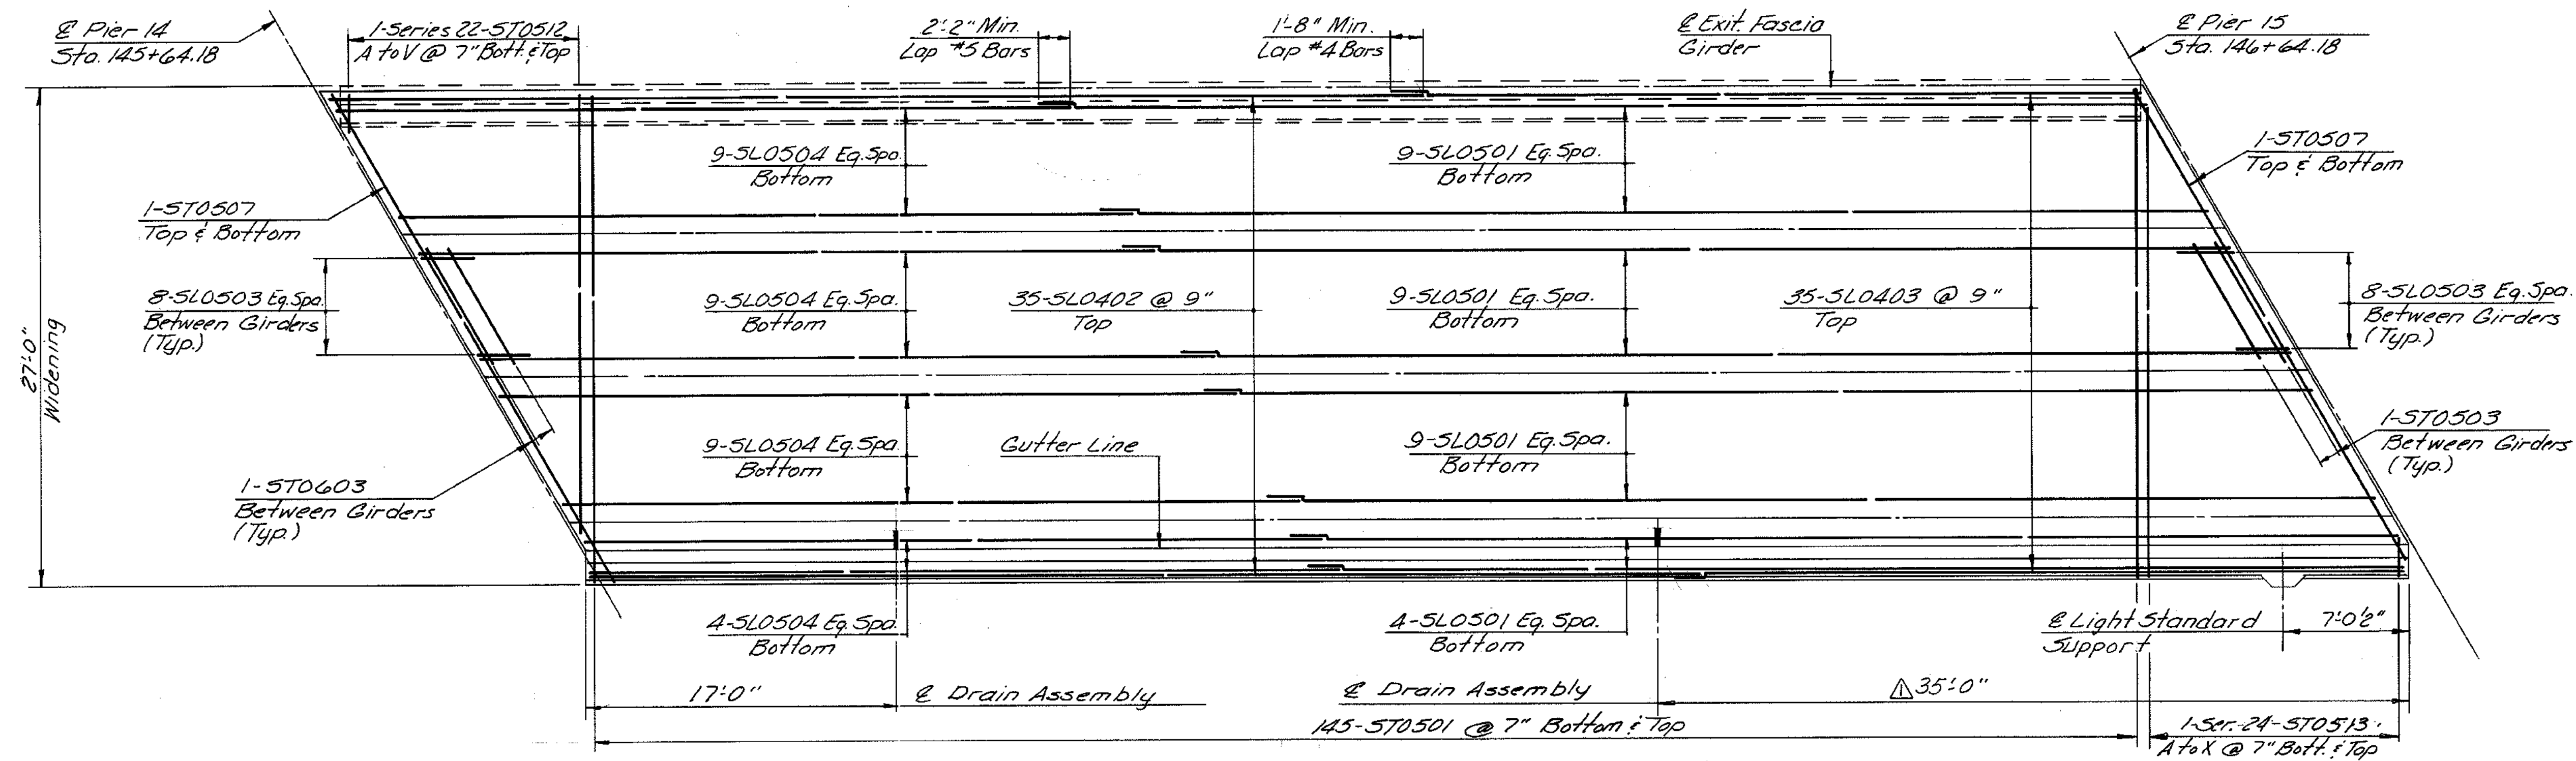 ℄ Pier 14
Sta. 145+64.18
1-Series 22-ST0512
A to V @ 7" Bott. & Top
2'-2" Min.
Lap #5 Bars
1'-8" Min.
Lap #4 Bars
℄ Exit. Fascia
Girder
℄ Pier 15
Sta. 146+64.18
9-SL0504 Eq. Spa.
Bottom
9-SL0501 Eq. Spa.
Bottom
1-ST0507
Top & Bottom
1-ST0507
Top & Bottom
27'-0"
Widening
8-SL0503 Eq. Spa.
Between Girders
(Typ.)
9-SL0504 Eq. Spa.
Bottom
35-SL0402 @ 9"
Top
9-SL0501 Eq. Spa.
Bottom
35-SL0403 @ 9"
Top
8-SL0503 Eq. Spa.
Between Girders
(Typ.)
9-SL0504 Eq. Spa.
Bottom
Gutter Line
9-SL0501 Eq. Spa.
Bottom
1-ST0503
Between Girders
(Typ.)
1-ST0603
Between Girders
(Typ.)
4-SL0504 Eq. Spa.
Bottom
4-SL0501 Eq. Spa.
Bottom
℄ Light Standard
Support
17'-0"
℄ Drain Assembly
℄ Drain Assembly
1 35'-0"
145-ST0501 @ 7" Bottom & Top
1-Ser. 24-ST0513
A to X @ 7" Bott. & Top